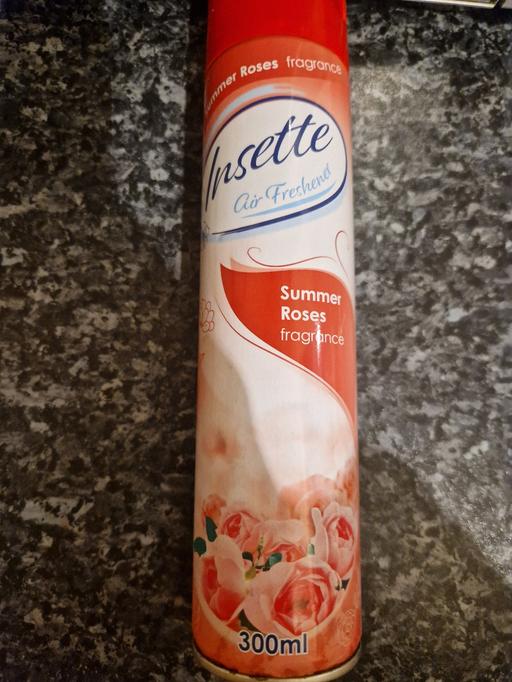 Summer Roses fragrance
Insette
Air Freshener
Summer
Roses
fragrance
300ml